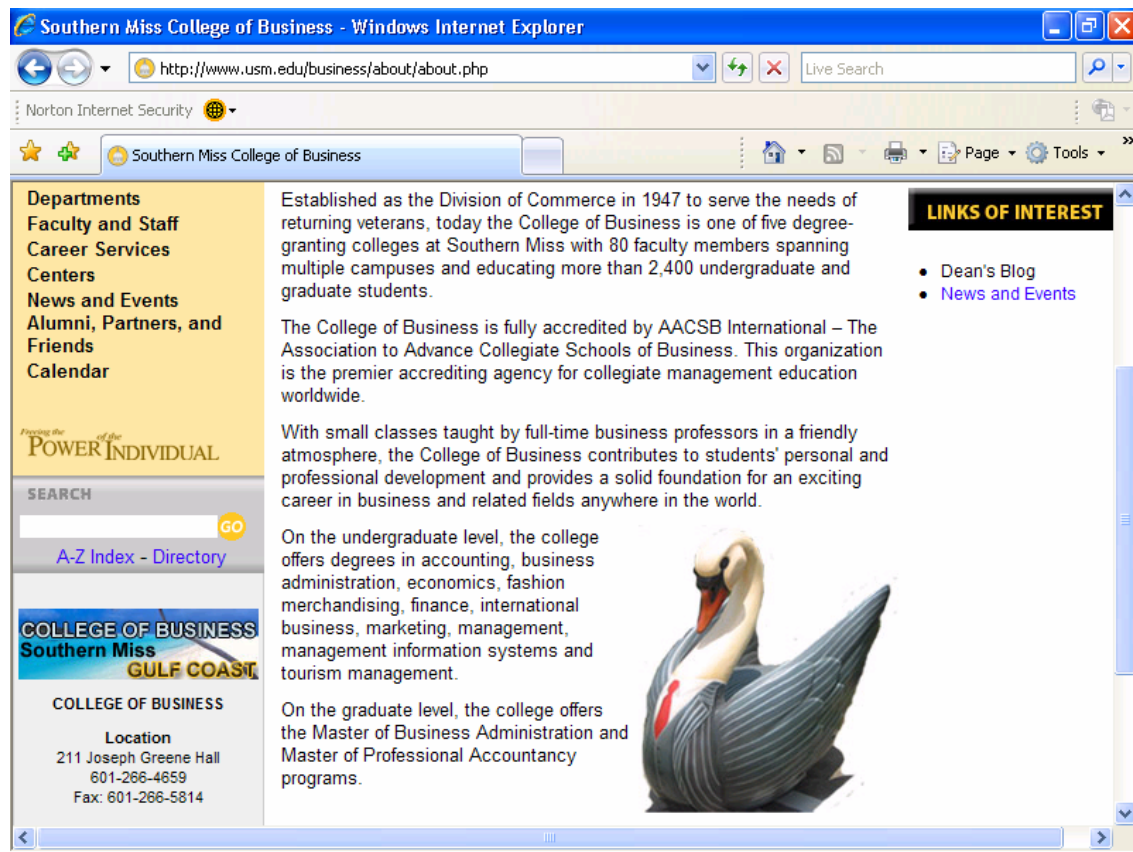 Southern Miss College of Business - Windows Internet Explorer
http://www.usm.edu/business/about/about.php
Live Search
Norton Internet Security
Southern Miss College of Business
Page
Tools
»
Departments
Faculty and Staff
Career Services
Centers
News and Events
Alumni, Partners, and
Friends
Calendar
Freeing the
POWER of the INDIVIDUAL
SEARCH
GO
A-Z Index - Directory
COLLEGE OF BUSINESS
Southern Miss
GULF COAST
COLLEGE OF BUSINESS
Location
211 Joseph Greene Hall
601-266-4659
Fax: 601-266-5814
Established as the Division of Commerce in 1947 to serve the needs of
returning veterans, today the College of Business is one of five degree-
granting colleges at Southern Miss with 80 faculty members spanning
multiple campuses and educating more than 2,400 undergraduate and
graduate students.
The College of Business is fully accredited by AACSB International – The
Association to Advance Collegiate Schools of Business. This organization
is the premier accrediting agency for collegiate management education
worldwide.
With small classes taught by full-time business professors in a friendly
atmosphere, the College of Business contributes to students' personal and
professional development and provides a solid foundation for an exciting
career in business and related fields anywhere in the world.
On the undergraduate level, the college
offers degrees in accounting, business
administration, economics, fashion
merchandising, finance, international
business, marketing, management,
management information systems and
tourism management.
On the graduate level, the college offers
the Master of Business Administration and
Master of Professional Accountancy
programs.
LINKS OF INTEREST
• Dean's Blog
• News and Events